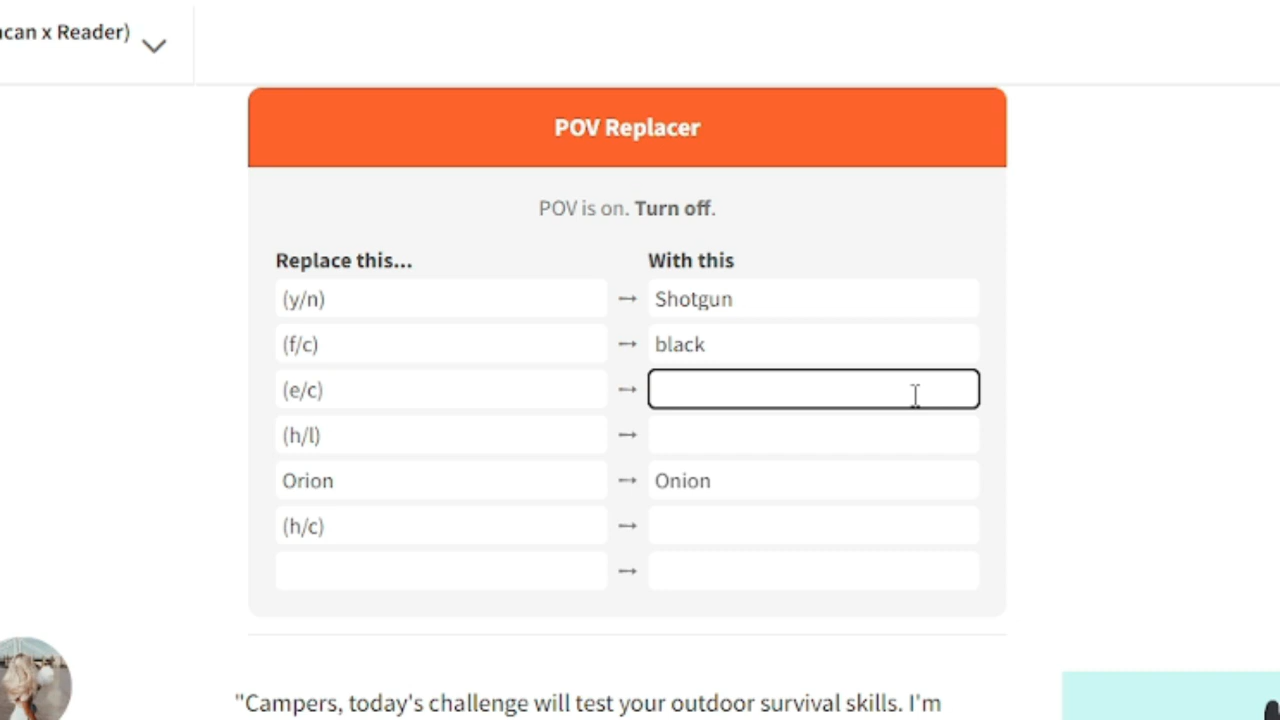 can x Reader)
POV Replacer
POV is on. Turn off.
Replace this... With this
(y/n) → Shotgun
(f/c) → black
(e/c) →
(h/l) →
Orion → Onion
(h/c) →
→
"Campers, today's challenge will test your outdoor survival skills. I'm